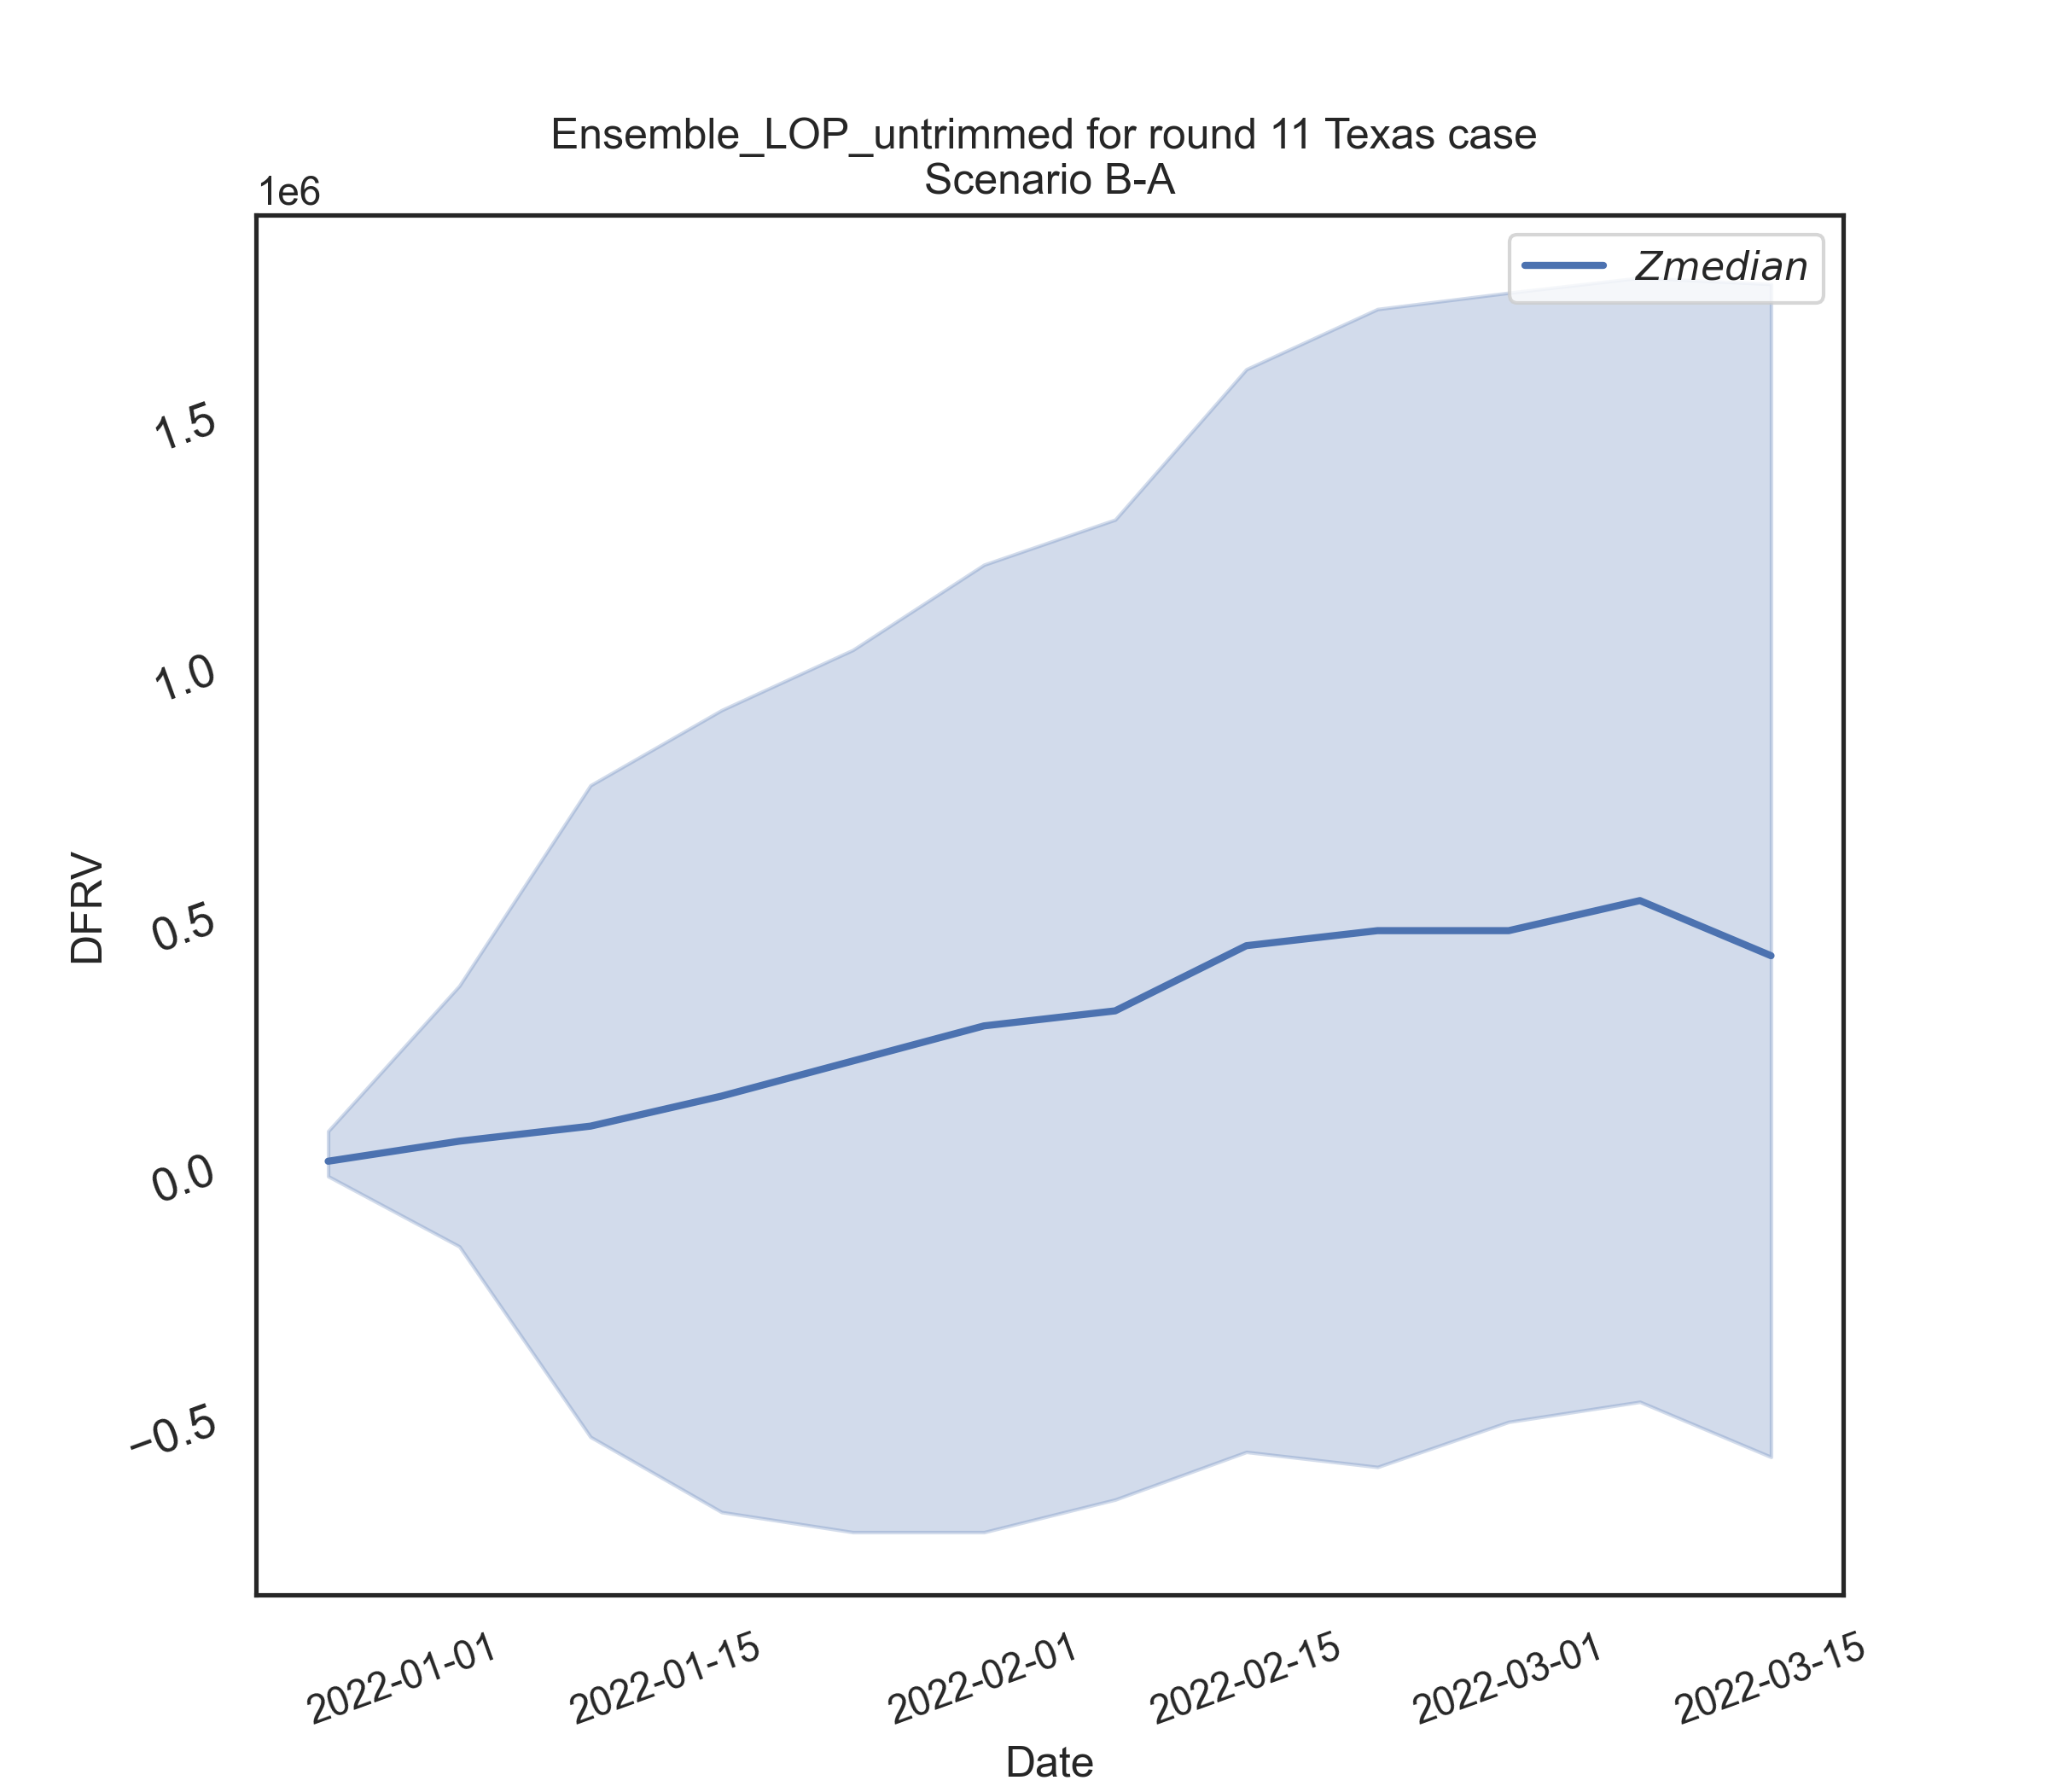 Ensemble_LOP_untrimmed for round 11 Texas case
Scenario B-A
1e6
Zmedian
1.5
1.0
0.5
0.0
−0.5
DFRV
2022-01-01
2022-01-15
2022-02-01
2022-02-15
2022-03-01
2022-03-15
Date